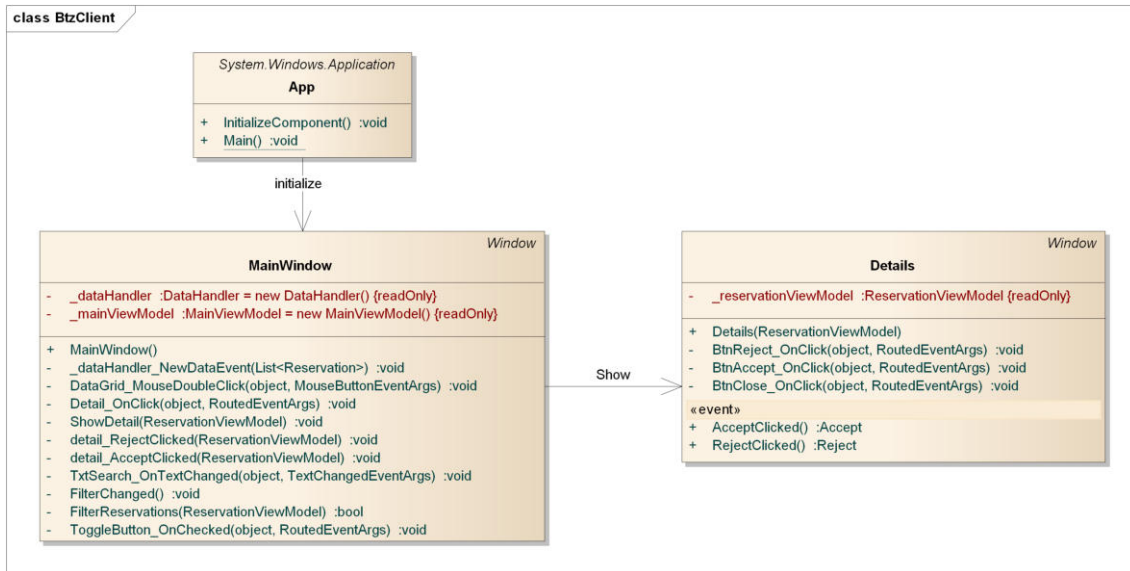 class BtzClient
System.Windows.Application
App
+ InitializeComponent() :void
+ Main() :void
initialize
Window
MainWindow
- _dataHandler :DataHandler = new DataHandler() {readOnly}
- _mainViewModel :MainViewModel = new MainViewModel() {readOnly}
+ MainWindow()
- _dataHandler_NewDataEvent(List<Reservation>) :void
- DataGrid_MouseDoubleClick(object, MouseButtonEventArgs) :void
- Detail_OnClick(object, RoutedEventArgs) :void
- ShowDetail(ReservationViewModel) :void
- detail_RejectClicked(ReservationViewModel) :void
- detail_AcceptClicked(ReservationViewModel) :void
- TxtSearch_OnTextChanged(object, TextChangedEventArgs) :void
- FilterChanged() :void
- FilterReservations(ReservationViewModel) :bool
- ToggleButton_OnChecked(object, RoutedEventArgs) :void
Show
Window
Details
- _reservationViewModel :ReservationViewModel {readOnly}
+ Details(ReservationViewModel)
- BtnReject_OnClick(object, RoutedEventArgs) :void
- BtnAccept_OnClick(object, RoutedEventArgs) :void
- BtnClose_OnClick(object, RoutedEventArgs) :void
«event»
+ AcceptClicked() :Accept
+ RejectClicked() :Reject